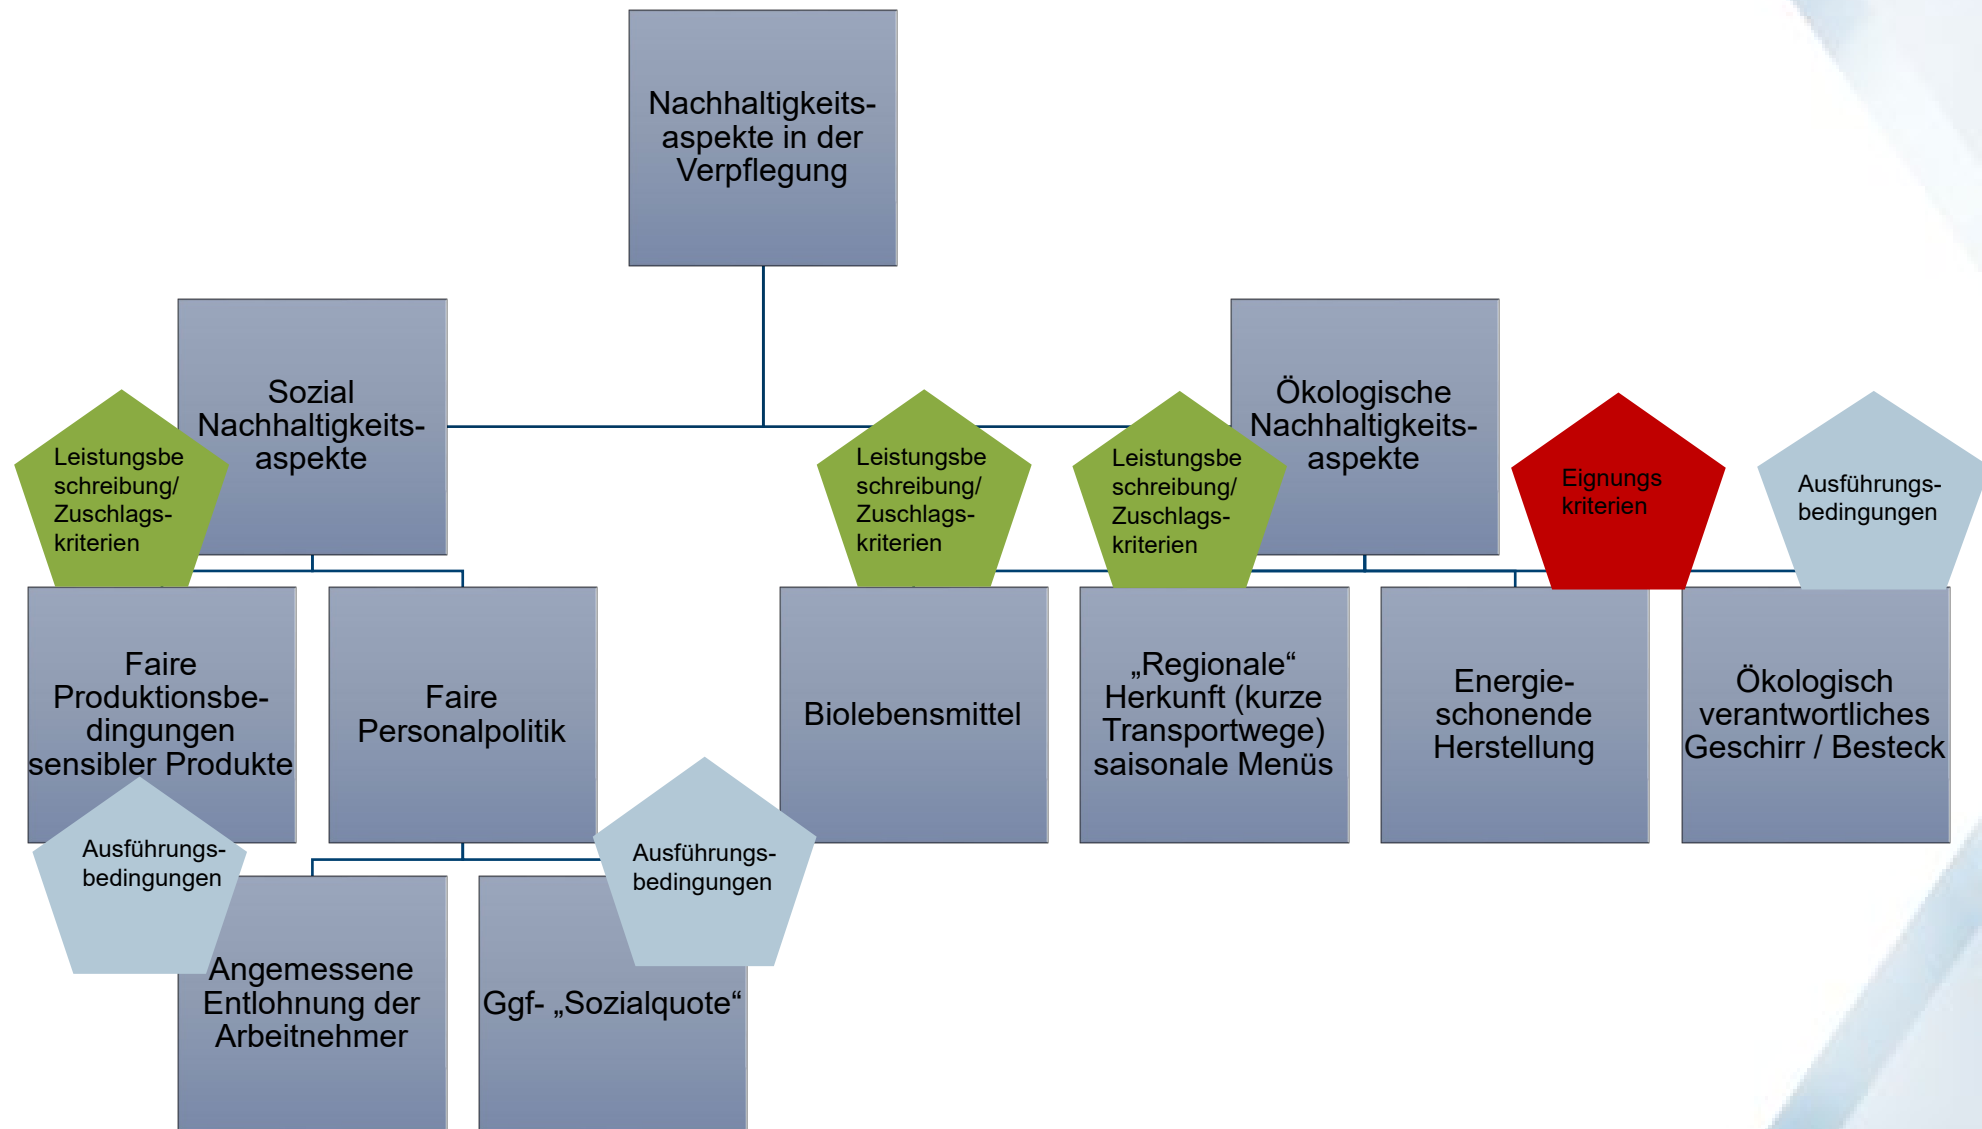 Nachhaltigkeits-
aspekte in der
Verpflegung
Sozial
Nachhaltigkeits-
aspekte
Ökologische
Nachhaltigkeits-
aspekte
Leistungsbe
schreibung/
Zuschlags-
kriterien
Leistungsbe
schreibung/
Zuschlags-
kriterien
Leistungsbe
schreibung/
Zuschlags-
kriterien
Eignungs
kriterien
Ausführungs-
bedingungen
Faire
Produktionsbe-
dingungen
sensibler Produkte
Faire
Personalpolitik
Biolebensmittel
„Regionale“
Herkunft (kurze
Transportwege)
saisonale Menüs
Energie-
schonende
Herstellung
Ökologisch
verantwortliches
Geschirr / Besteck
Ausführungs-
bedingungen
Ausführungs-
bedingungen
Angemessene
Entlohnung der
Arbeitnehmer
Ggf- „Sozialquote“